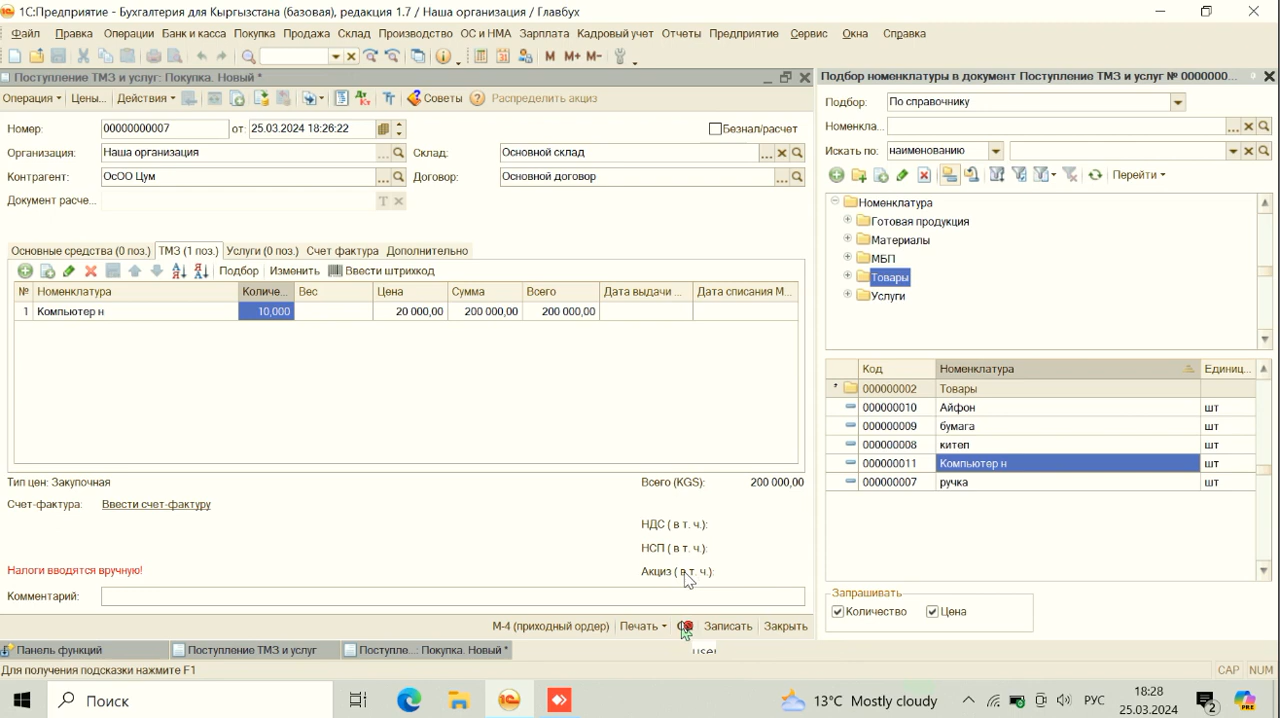 1С:Предприятие - Бухгалтерия для Кыргызстана (базовая), редакция 1.7 / Наша организация / Главбух
Файл Правка Операции Банк и касса Покупка Продажа Склад Производство ОС и НМА Зарплата Кадровый учет Отчеты Предприятие Сервис Окна Справка
M M+ M-
Поступление ТМЗ и услуг: Покупка. Новый *
Операция Цены... Действия Советы Распределить акциз
Номер: 00000000007 от: 25.03.2024 18:26:22 Безнал/расчет
Организация: Наша организация Склад: Основной склад
Контрагент: ОсОО Цум Договор: Основной договор
Документ расче...
Основные средства (0 поз.) ТМЗ (1 поз.) Услуги (0 поз.) Счет фактура Дополнительно
Подбор Изменить Ввести штрихкод
№ Номенклатура Количе... Вес Цена Сумма Всего Дата выдачи ... Дата списания М...
1 Компьютер н 10,000 20 000,00 200 000,00 200 000,00
Тип цен: Закупочная Всего (KGS): 200 000,00
Счет-фактура: Ввести счет-фактуру
НДС ( в т. ч.):
НСП ( в т. ч.):
Налоги вводятся вручную! Акциз ( в т. ч.):
Комментарий:
М-4 (приходный ордер) Печать Записать Закрыть
Подбор номенклатуры в документ Поступление ТМЗ и услуг № 0000000...
Подбор: По справочнику
Номенкла...
Искать по: наименованию
Перейти
Номенклатура
Готовая продукция
Материалы
МБП
Товары
Услуги
Код Номенклатура Единиц...
000000002 Товары
000000010 Айфон шт
000000009 бумага шт
000000008 китеп шт
000000011 Компьютер н шт
000000007 ручка шт
Запрашивать
Количество Цена
Панель функций Поступление ТМЗ и услуг Поступле...: Покупка. Новый *
user
Для получения подсказки нажмите F1 CAP NUM
Поиск 13°C Mostly cloudy РУС 18:28
25.03.2024 2
PRE